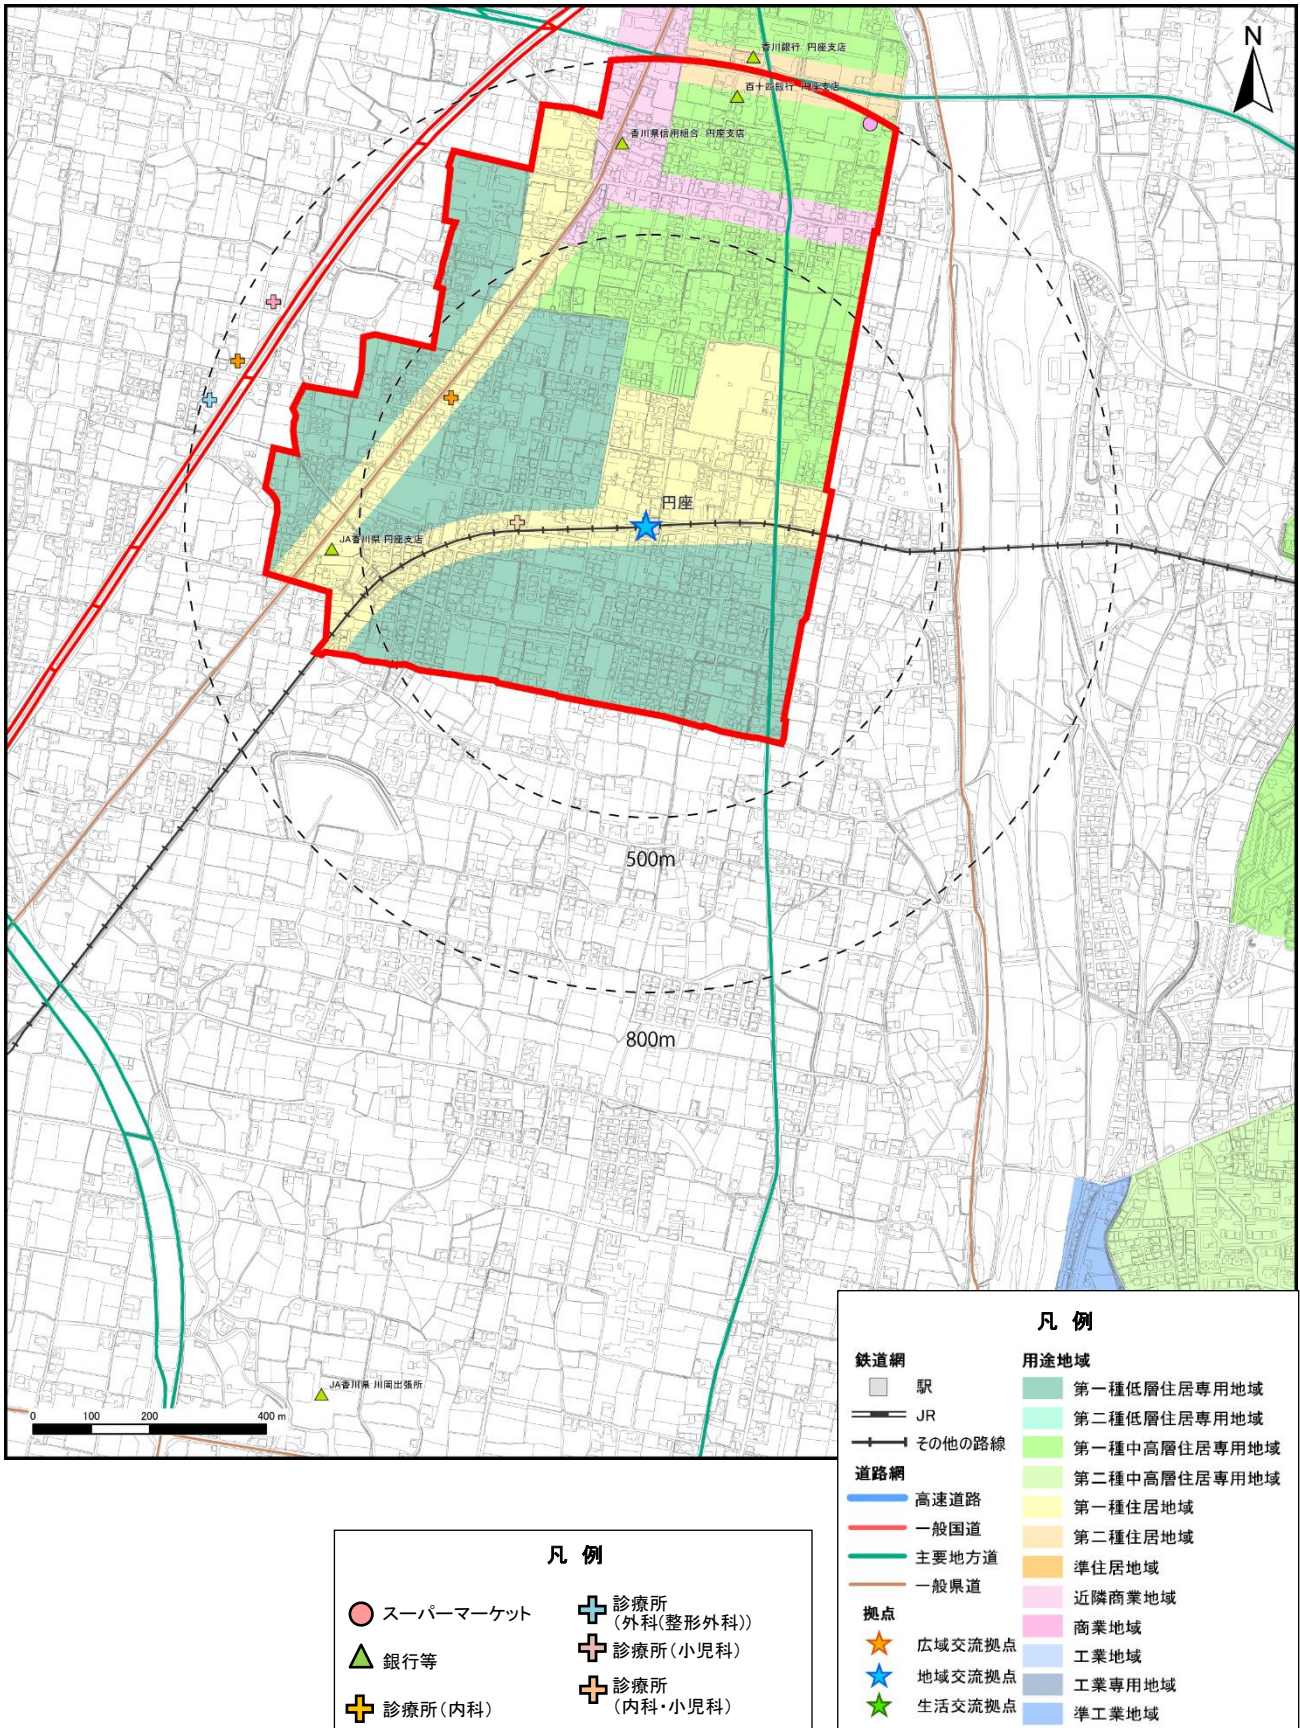 N
香川銀行 円座支店
百十四銀行 円座支店
香川県信用組合 円座支店
円座
JA香川県 円座支店
500m
800m
JA香川県 川岡出張所
0 100 200 400 m
凡 例
鉄道網
駅
JR
その他の路線
道路網
高速道路
一般国道
主要地方道
一般県道
拠点
広域交流拠点
地域交流拠点
生活交流拠点
用途地域
第一種低層住居専用地域
第二種低層住居専用地域
第一種中高層住居専用地域
第二種中高層住居専用地域
第一種住居地域
第二種住居地域
準住居地域
近隣商業地域
商業地域
工業地域
工業専用地域
準工業地域
凡 例
スーパーマーケット
銀行等
診療所(内科)
診療所
(外科(整形外科))
診療所(小児科)
診療所
(内科・小児科)